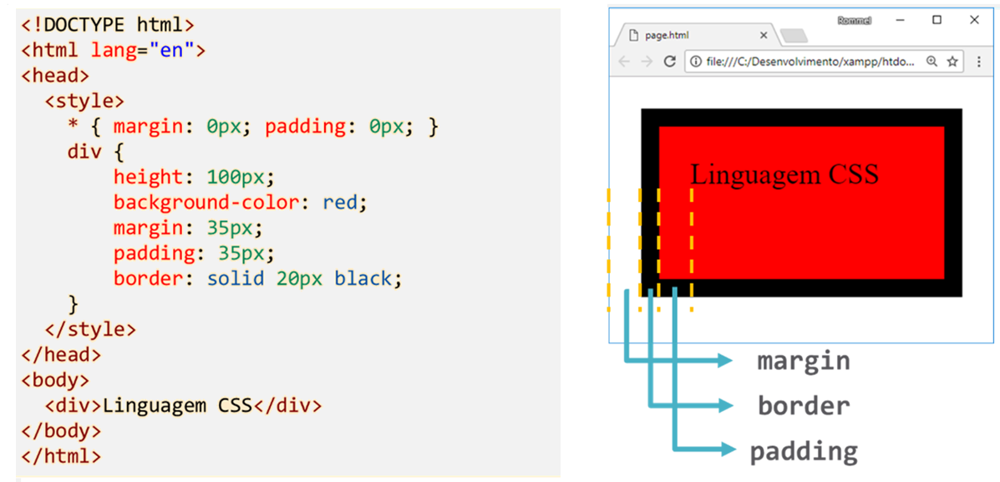 <!DOCTYPE html>
<html lang="en">
<head>
  <style>
    * { margin: 0px; padding: 0px; }
    div {
        height: 100px;
        background-color: red;
        margin: 35px;
        padding: 35px;
        border: solid 20px black;
    }
  </style>
</head>
<body>
  <div>Linguagem CSS</div>
</body>
</html>
Rommel
page.html
file:///C:/Desenvolvimento/xampp/htdo...
Linguagem CSS
margin
border
padding